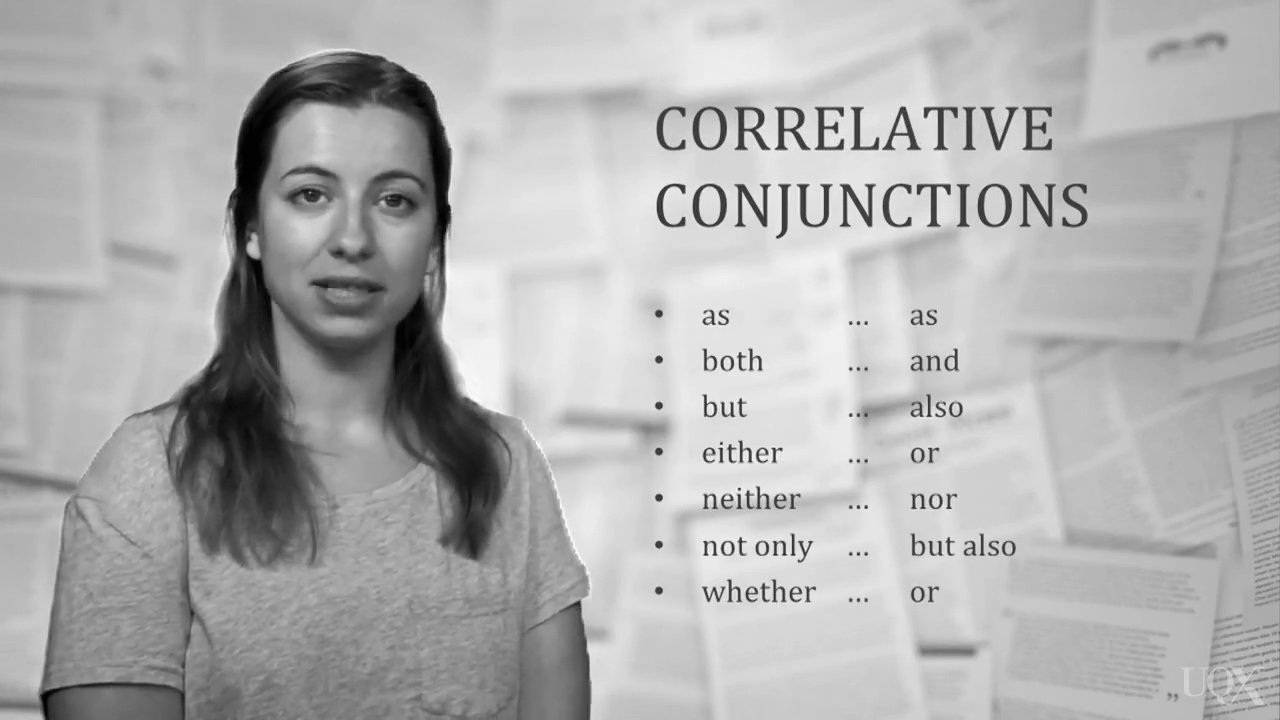 CORRELATIVE
CONJUNCTIONS
• as ... as
• both ... and
• but ... also
• either ... or
• neither ... nor
• not only ... but also
• whether ... or
UQX